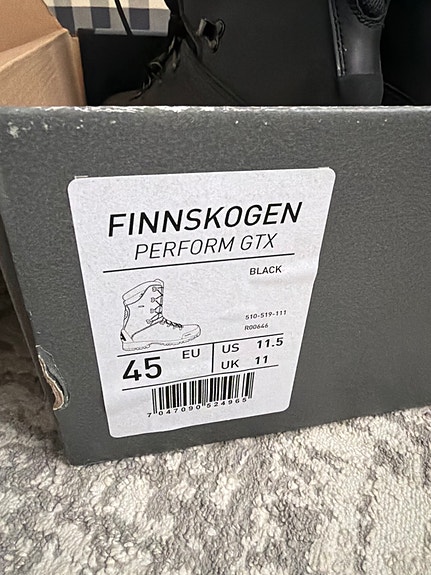 FINNSKOGEN
PERFORM GTX
BLACK
510-519-111
R00646
45 EU
US 11.5
UK 11
7 047090 524965